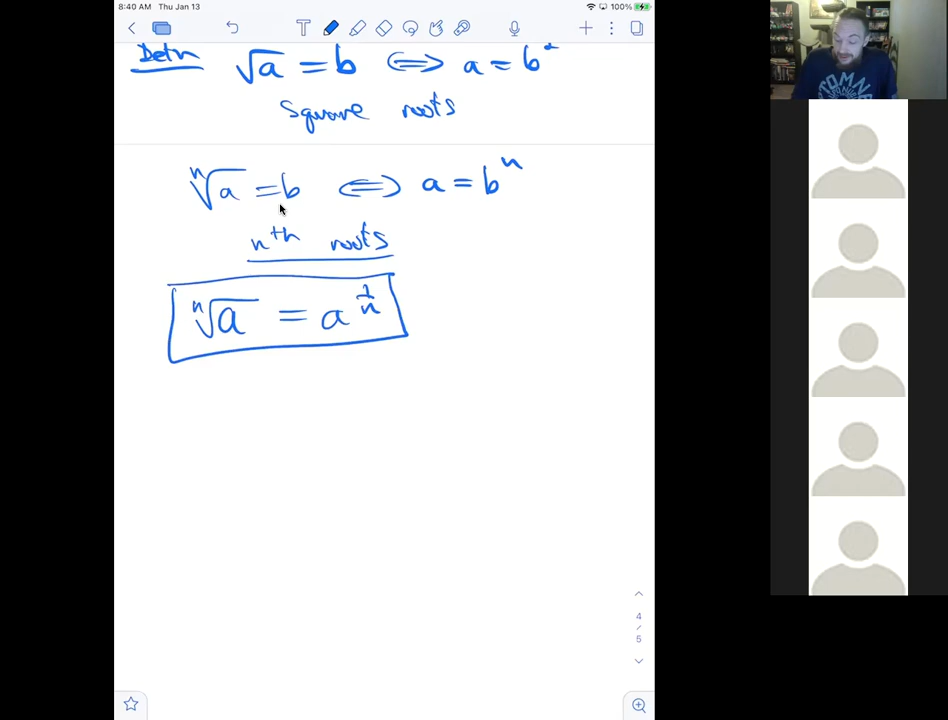 8:40 AM Thu Jan 13
100%
T
Defn √a = b ⟺ a = b²
Square roots
ⁿ√a = b ⟺ a = bⁿ
nth roots
ⁿ√a = a^(1/n)
4
/
5